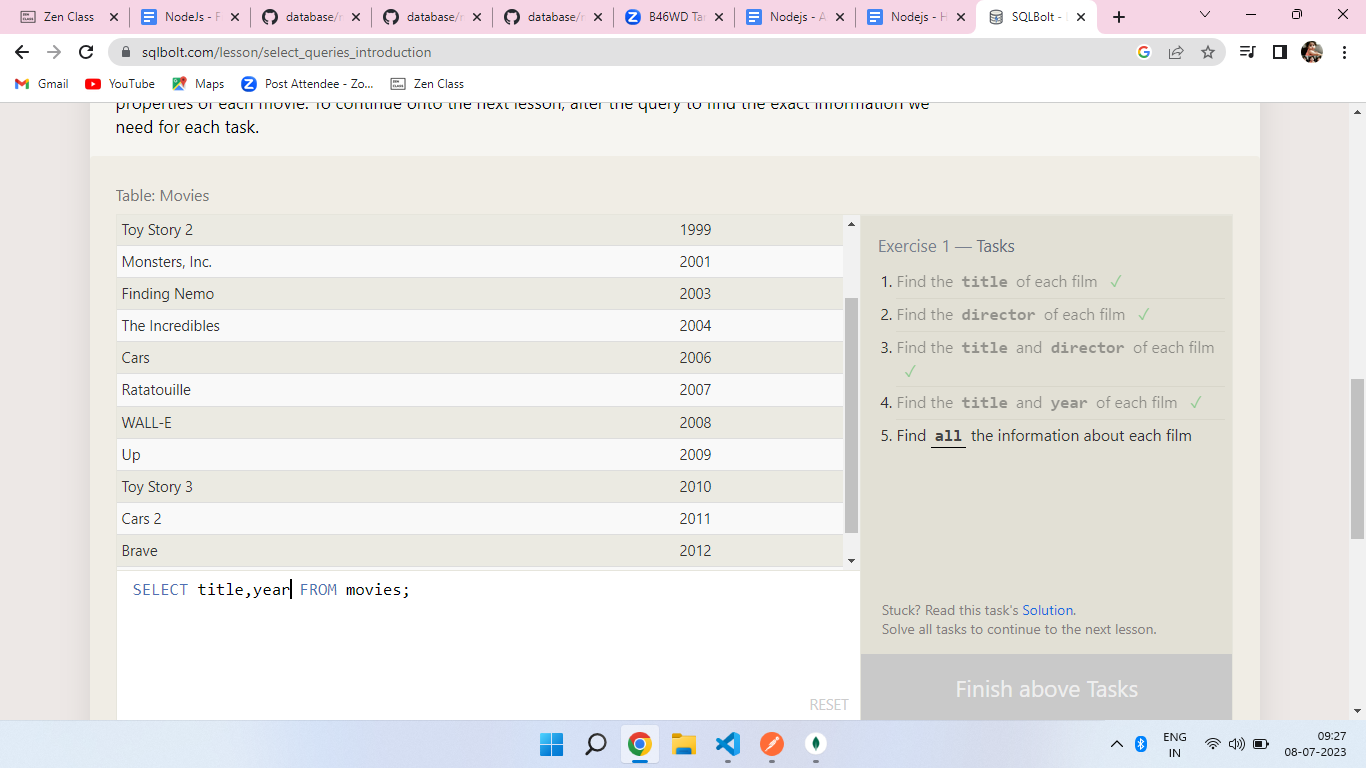 Zen Class
NodeJs - F
database/r
database/r
database/r
B46WD Tar
Nodejs - A
Nodejs - H
SQLBolt - L
sqlbolt.com/lesson/select_queries_introduction
Gmail
YouTube
Maps
Post Attendee - Zo...
Zen Class
properties of each movie. To continue onto the next lesson, alter the query to find the exact information we
need for each task.
Table: Movies
Toy Story 2 1999
Monsters, Inc. 2001
Finding Nemo 2003
The Incredibles 2004
Cars 2006
Ratatouille 2007
WALL-E 2008
Up 2009
Toy Story 3 2010
Cars 2 2011
Brave 2012
SELECT title,year FROM movies;
RESET
Exercise 1 — Tasks
1. Find the title of each film ✓
2. Find the director of each film ✓
3. Find the title and director of each film
✓
4. Find the title and year of each film ✓
5. Find all the information about each film
Stuck? Read this task's Solution.
Solve all tasks to continue to the next lesson.
Finish above Tasks
ENG
IN
09:27
08-07-2023